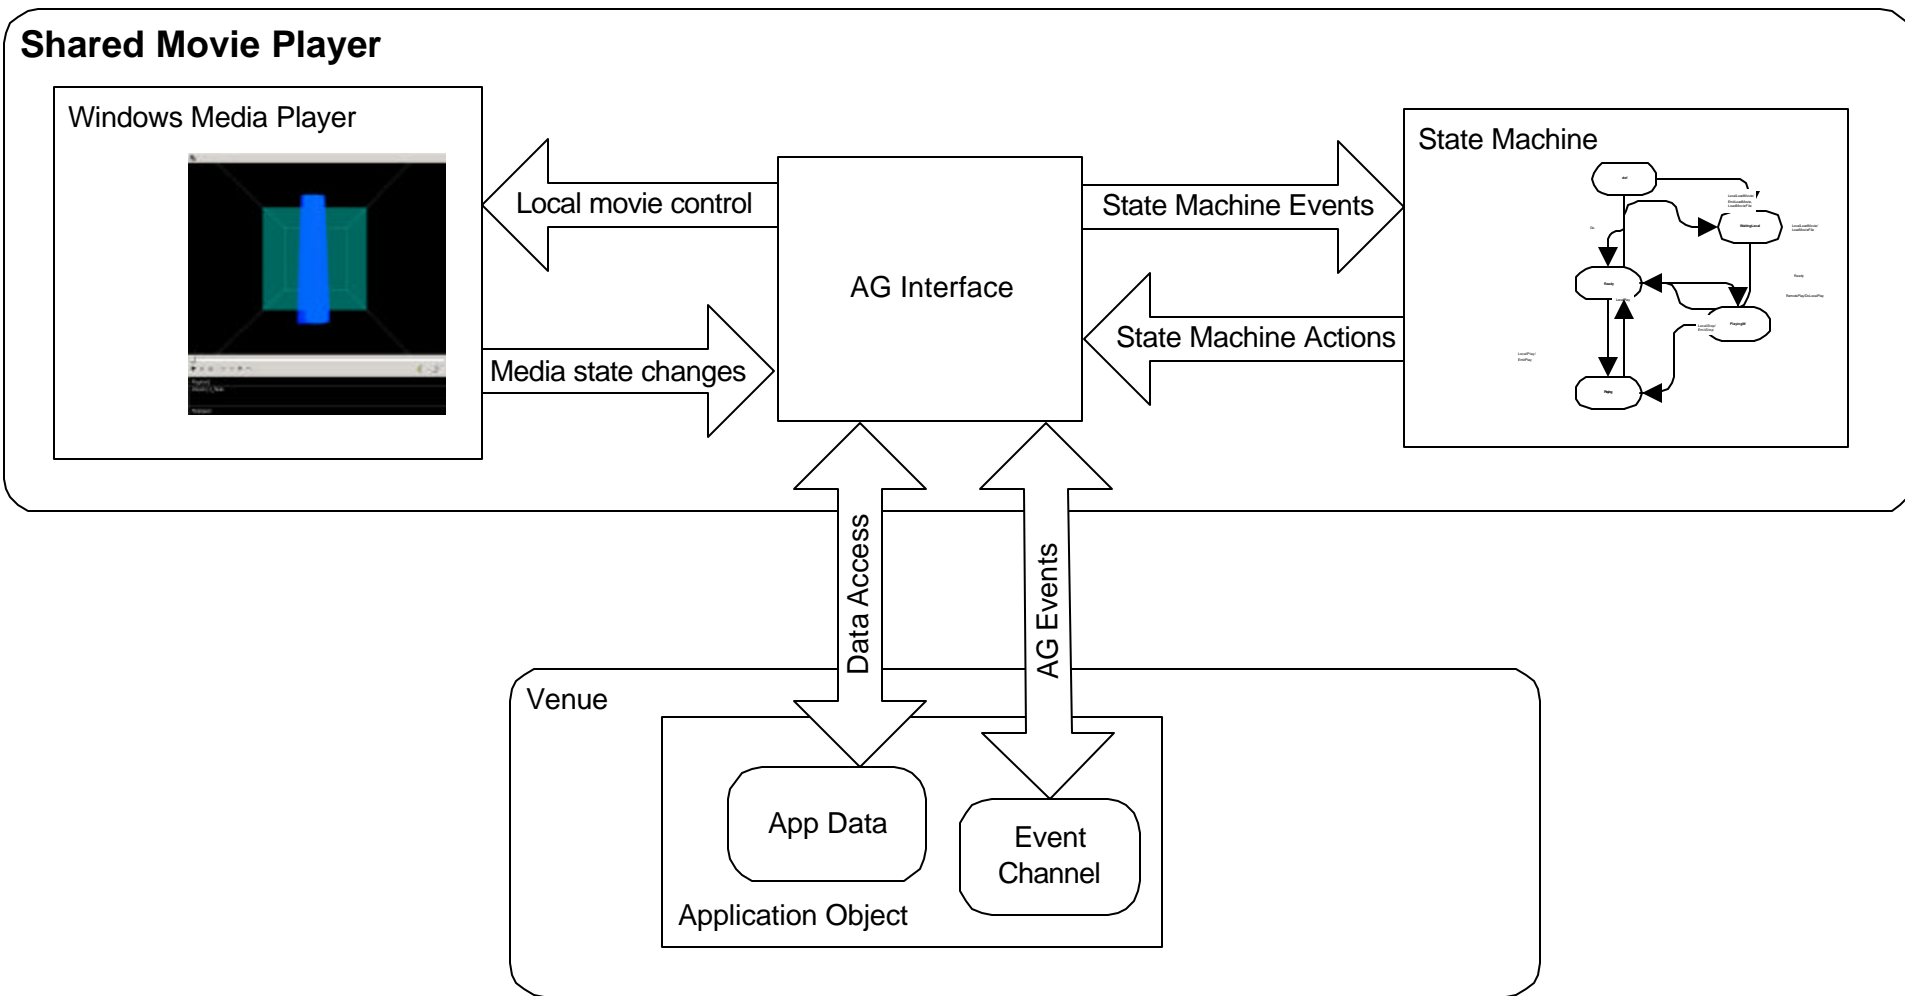 Shared Movie Player
Windows Media Player
State Machine
Local movie control
State Machine Events
AG Interface
State Machine Actions
Media state changes
Ready
Data Access
AG Events
Venue
App Data
Event
Channel
Application Object